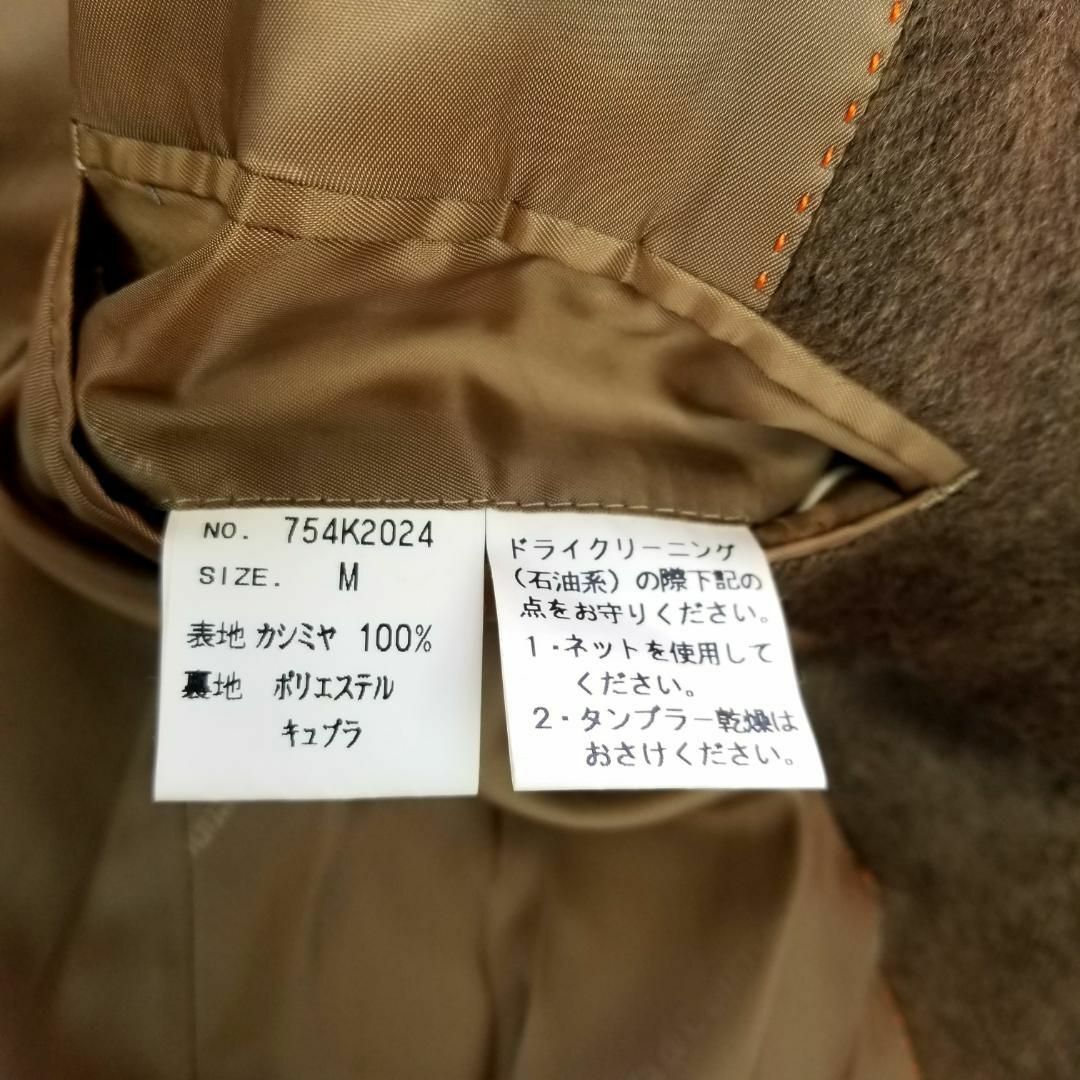 NO. 754K2024
SIZE. M
表地 カシミヤ 100%
裏地 ポリエステル
キュプラ
ドライクリーニング
（石油系）の際下記の
点をお守りください。
1・ネットを使用して
ください。
2・タンブラー乾燥は
おさけください。